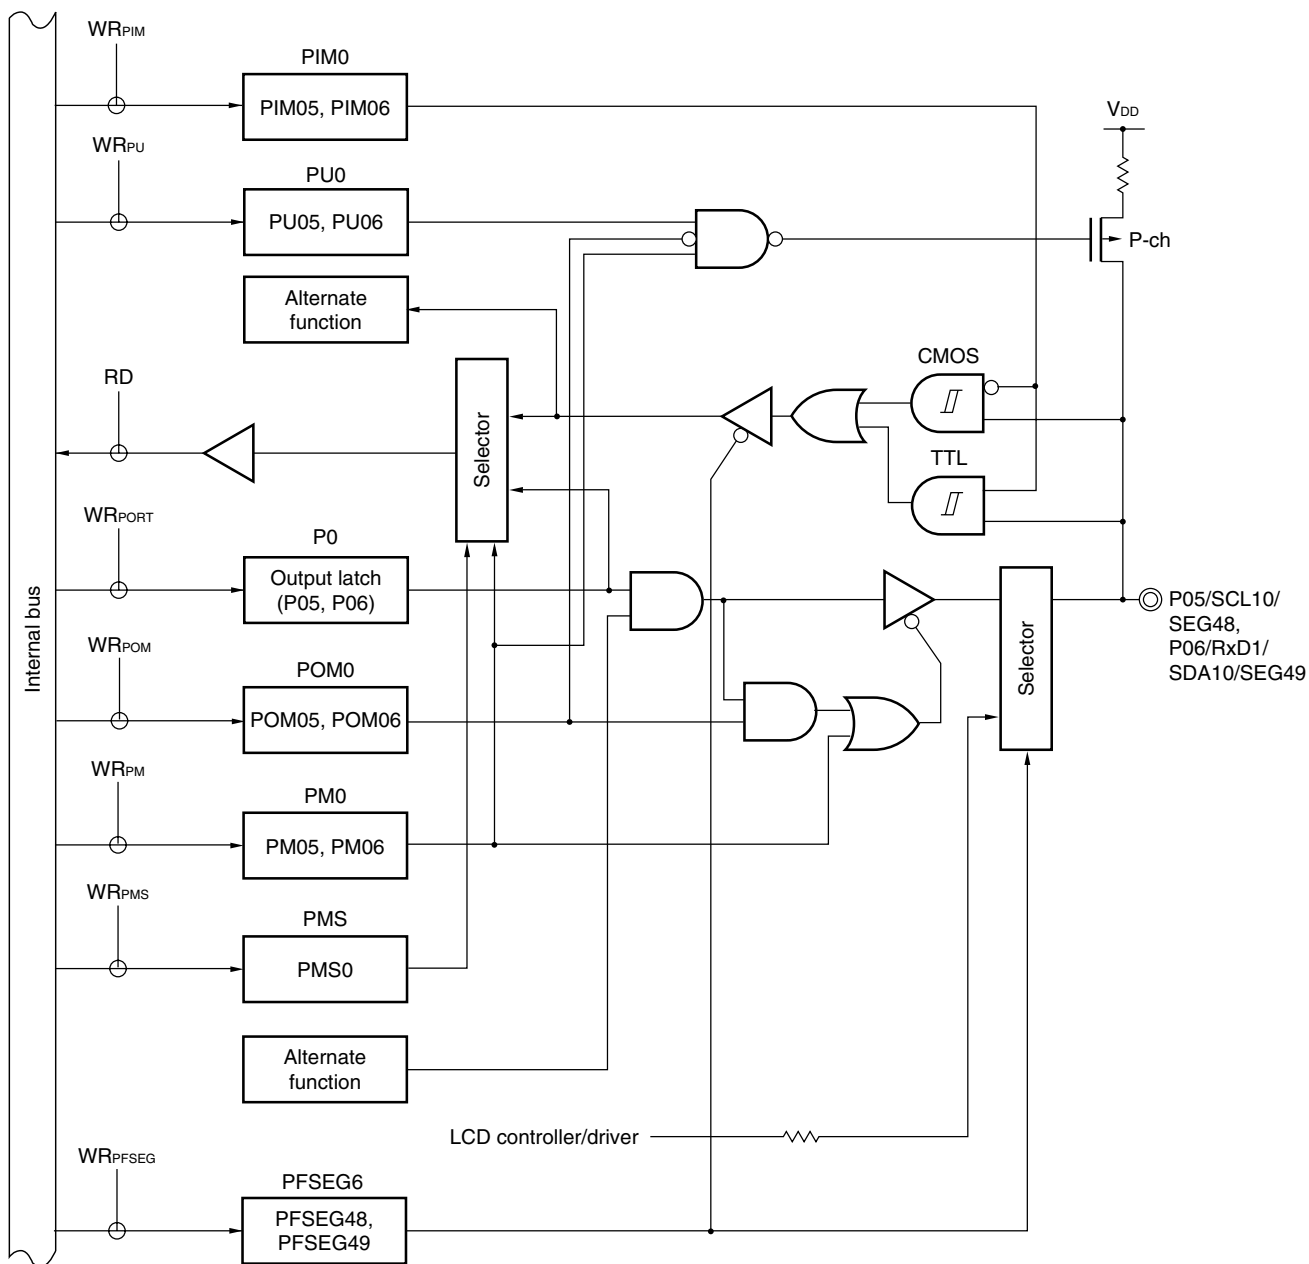 WRPIM
PIM0
PIM05, PIM06
VDD
WRPU
PU0
PU05, PU06
P-ch
Alternate
function
CMOS
RD
Selector
TTL
WRPORT
P0
Output latch
(P05, P06)
Internal bus
Selector
P05/SCL10/
SEG48,
P06/RxD1/
SDA10/SEG49
WRPOM
POM0
POM05, POM06
WRPM
PM0
PM05, PM06
WRPMS
PMS
PMS0
Alternate
function
LCD controller/driver
WRPFSEG
PFSEG6
PFSEG48,
PFSEG49